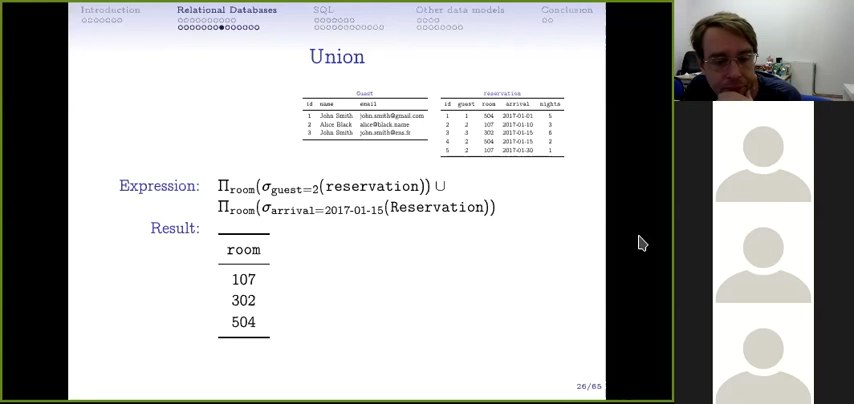 Introduction Relational Databases SQL Other data models Conclusion
Union
Guest
id name email
1 John Smith john.smith@gmail.com
2 Alice Black alice@black.name
3 John Smith john.smith@ens.fr
reservation
id guest room arrival nights
1 1 504 2017-01-01 5
2 2 107 2017-01-10 3
3 3 302 2017-01-15 6
4 2 504 2017-01-15 2
5 2 107 2017-01-30 1
Expression: Π_room(σ_guest=2(reservation)) ∪
Π_room(σ_arrival=2017-01-15(Reservation))
Result:
room
107
302
504
26/65